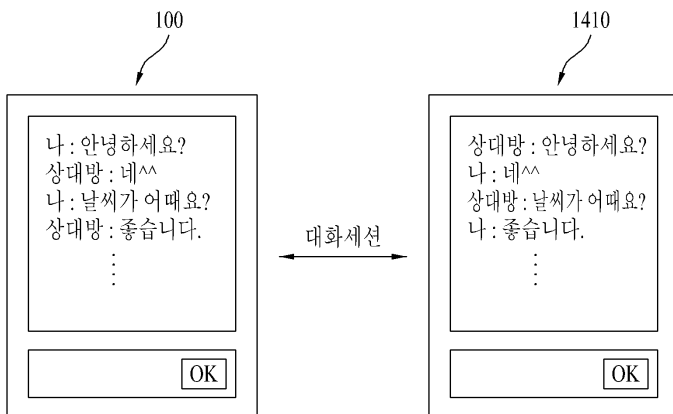 100
1410
나 : 안녕하세요?
상대방 : 네^^
나 : 날씨가 어때요?
상대방 : 좋습니다.
OK
대화세션
상대방 : 안녕하세요?
나 : 네^^
상대방 : 날씨가 어때요?
나 : 좋습니다.
OK